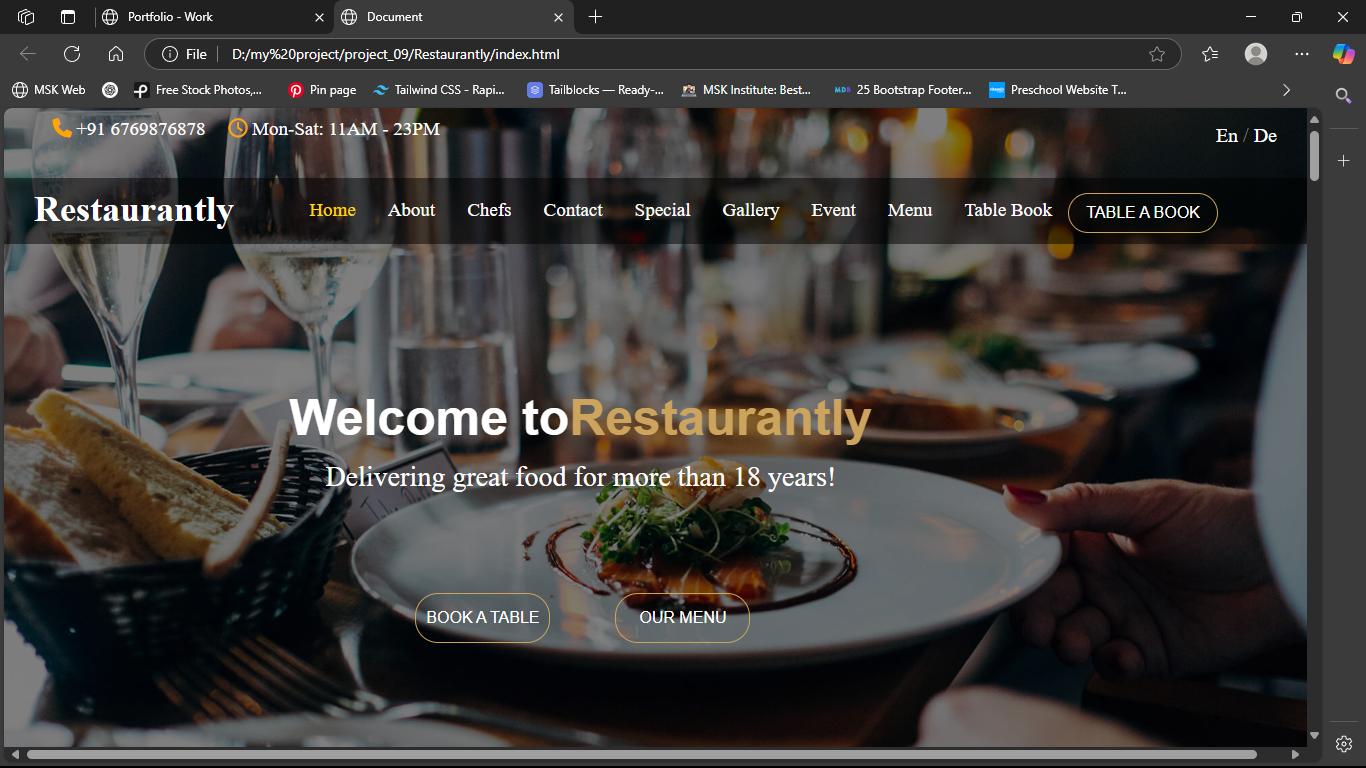 Portfolio - Work
Document
File
D:/my%20project/project_09/Restaurantly/index.html
MSK Web
Free Stock Photos,...
Pin page
Tailwind CSS - Rapi...
Tailblocks — Ready-...
MSK Institute: Best...
25 Bootstrap Footer...
Preschool Website T...
+91 6769876878
Mon-Sat: 11AM - 23PM
En / De
Restaurantly
Home
About
Chefs
Contact
Special
Gallery
Event
Menu
Table Book
TABLE A BOOK
Welcome toRestaurantly
Delivering great food for more than 18 years!
BOOK A TABLE
OUR MENU